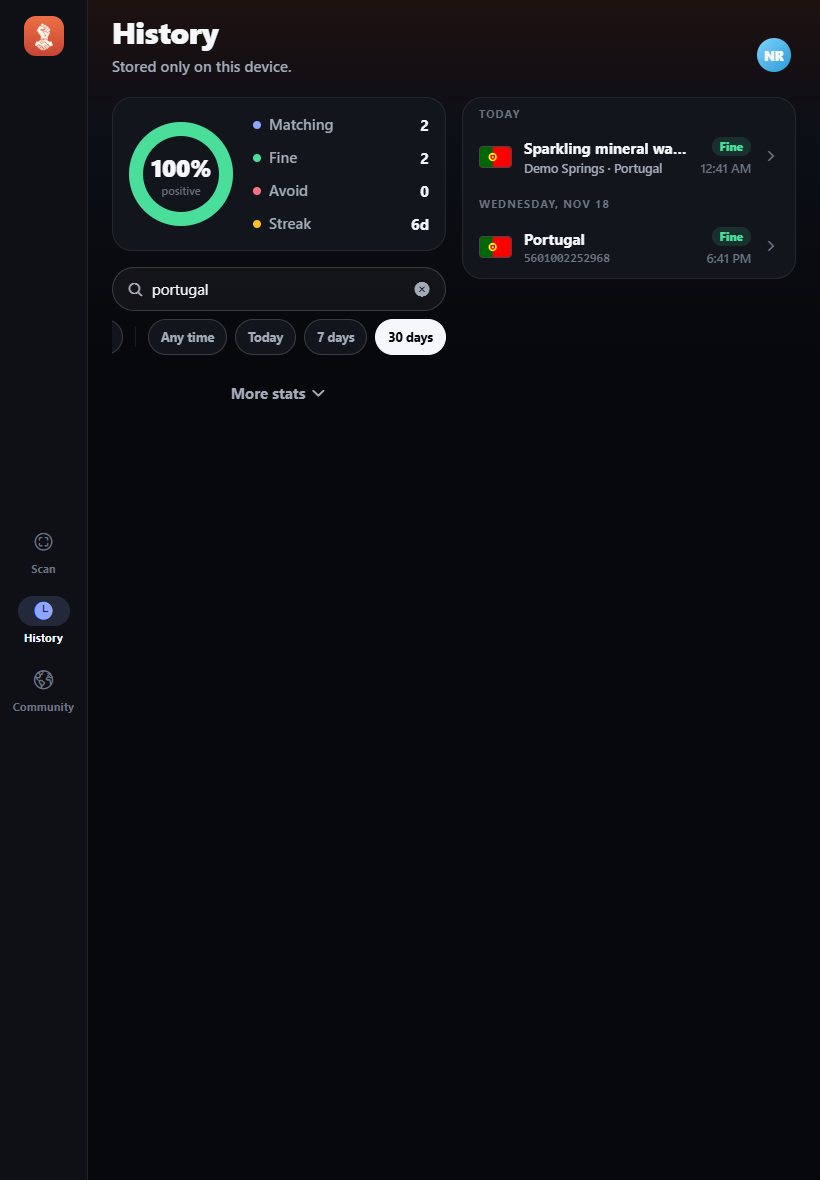 History
Stored only on this device.
NR
100%
positive
Matching 2
Fine 2
Avoid 0
Streak 6d
portugal
Any time
Today
7 days
30 days
More stats
TODAY
Sparkling mineral wa...
Fine
Demo Springs · Portugal
12:41 AM
WEDNESDAY, NOV 18
Portugal
Fine
5601002252968
6:41 PM
Scan
History
Community